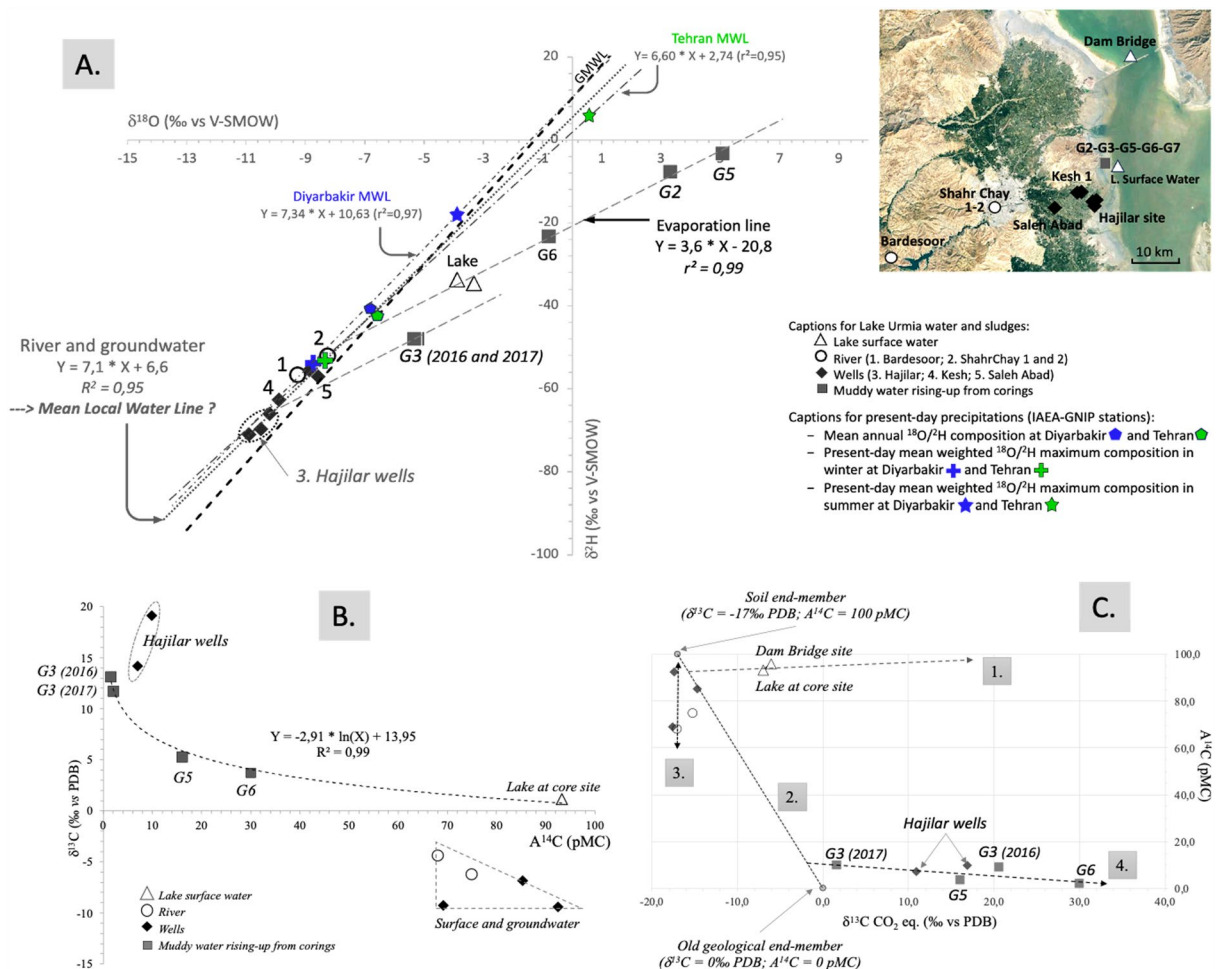 A.
Tehran MWL
Y= 6,60 * X + 2,74 (r²=0,95)
GMWL
20
δ¹⁸O (‰ vs V-SMOW)
-15 -13 -11 -9 -7 -5 -3 -1 1 3 5 7 9
0
G5
G2
Diyarbakir MWL
Y = 7,34 * X + 10,63 (r²=0,97)
-20
Evaporation line
Y = 3,6 * X - 20,8
r² = 0,99
G6
Lake
-40
G3 (2016 and 2017)
River and groundwater
Y = 7,1 * X + 6,6
R² = 0,95
---> Mean Local Water Line ?
1
2
4
5
-60
3. Hajilar wells
-80
-100
δ²H (‰ vs V-SMOW)
Dam Bridge
G2-G3-G5-G6-G7
L. Surface Water
Kesh 1
Shahr Chay
1-2
Saleh Abad
Hajilar site
Bardesoor
10 km
Captions for Lake Urmia water and sludges:
Lake surface water
River (1. Bardesoor; 2. ShahrChay 1 and 2)
Wells (3. Hajilar; 4. Kesh; 5. Saleh Abad)
Muddy water rising-up from corings
Captions for present-day precipitations (IAEA-GNIP stations):
– Mean annual ¹⁸O/²H composition at Diyarbakir and Tehran
– Present-day mean weighted ¹⁸O/²H maximum composition in
winter at Diyarbakir and Tehran
– Present-day mean weighted ¹⁸O/²H maximum composition in
summer at Diyarbakir and Tehran
B.
20
15
10
5
0
-5
-10
-15
δ¹³C (‰ vs PDB)
Hajilar wells
G3 (2016)
G3 (2017)
Y = -2,91 * ln(X) + 13,95
R² = 0,99
G5
G6
Lake at core site
0 10 20 30 40 50 60 70 80 90 100
A¹⁴C (pMC)
Surface and groundwater
Lake surface water
River
Wells
Muddy water rising-up from corings
C.
Soil end-member
(δ¹³C = -17‰ PDB; A¹⁴C = 100 pMC)
Dam Bridge site
Lake at core site
1.
2.
3.
4.
Hajilar wells
G3 (2017)
G3 (2016)
G5
G6
100,0
80,0
60,0
40,0
20,0
0,0
A¹⁴C (pMC)
-20,0 -10,0 0,0 10,0 20,0 30,0 40,0
δ¹³C CO₂ eq. (‰ vs PDB)
Old geological end-member
(δ¹³C = 0‰ PDB; A¹⁴C = 0 pMC)